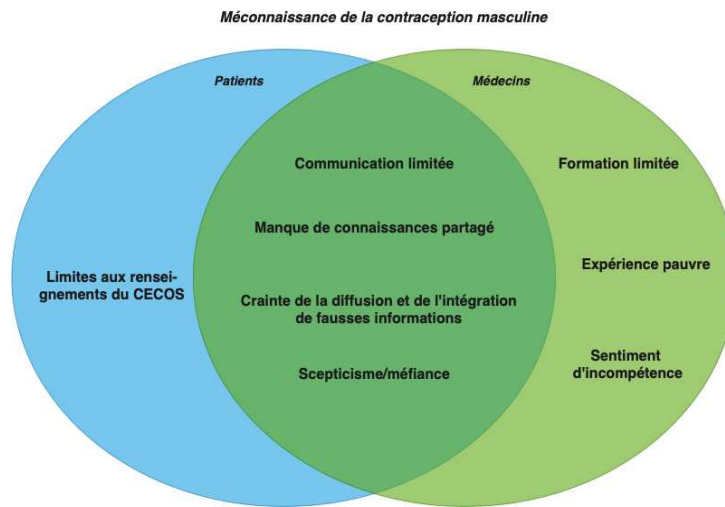 Méconnaissance de la contraception masculine
Patients
Médecins
Communication limitée
Formation limitée
Manque de connaissances partagé
Expérience pauvre
Limites aux rensei-
gnements du CECOS
Crainte de la diffusion et de l'intégration
de fausses informations
Scepticisme/méfiance
Sentiment
d'incompétence